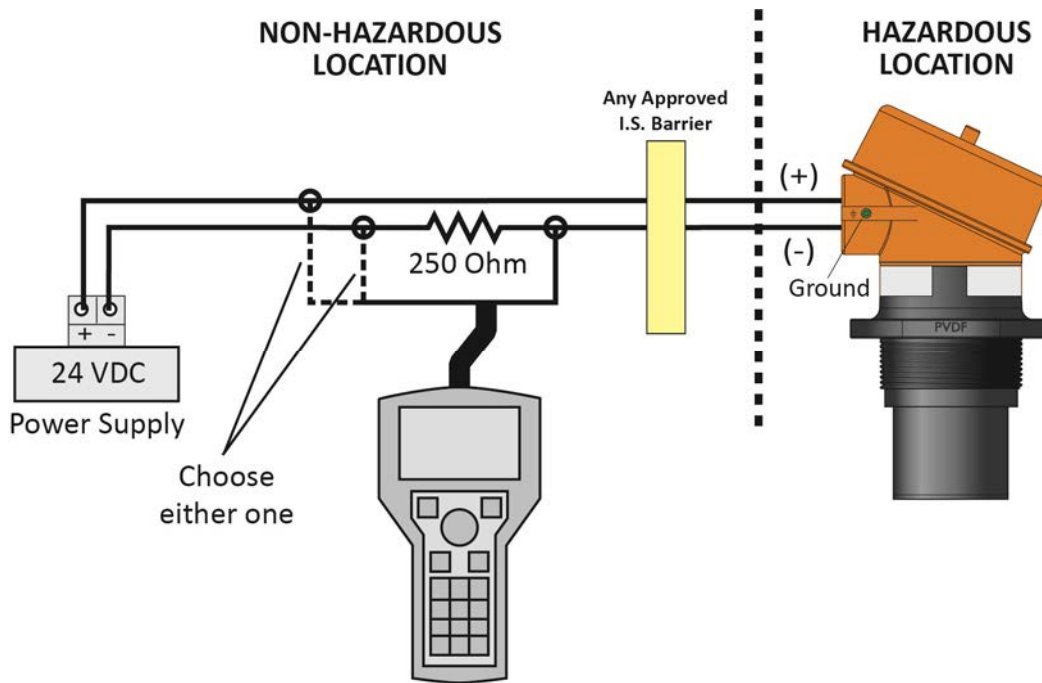 NON-HAZARDOUS
LOCATION
HAZARDOUS
LOCATION
Any Approved
I.S. Barrier
(+)
(-)
250 Ohm
Ground
PVDF
+ -
24 VDC
Power Supply
Choose
either one